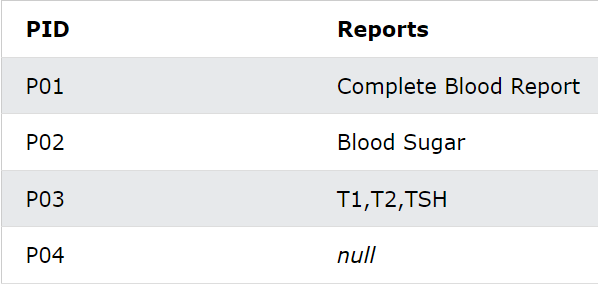 PID Reports
P01 Complete Blood Report
P02 Blood Sugar
P03 T1,T2,TSH
P04 null